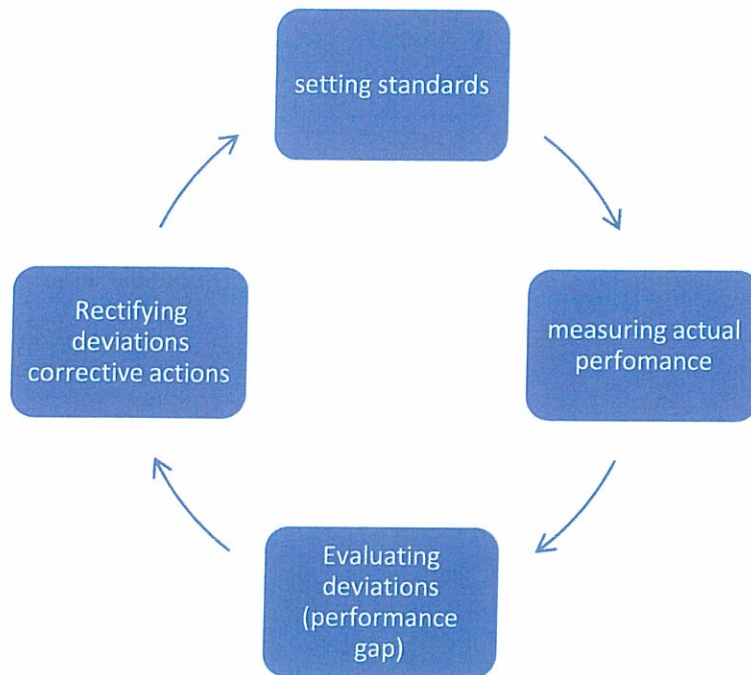 setting standards
measuring actual
perfomance
Evaluating
deviations
(performance
gap)
Rectifying
deviations
corrective actions